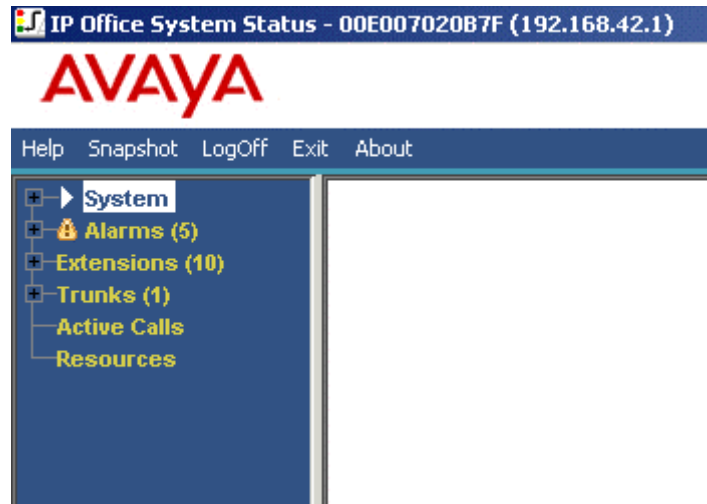 IP Office System Status - 00E007020B7F (192.168.42.1)
AVAYA
Help Snapshot LogOff Exit About
System
Alarms (5)
Extensions (10)
Trunks (1)
Active Calls
Resources